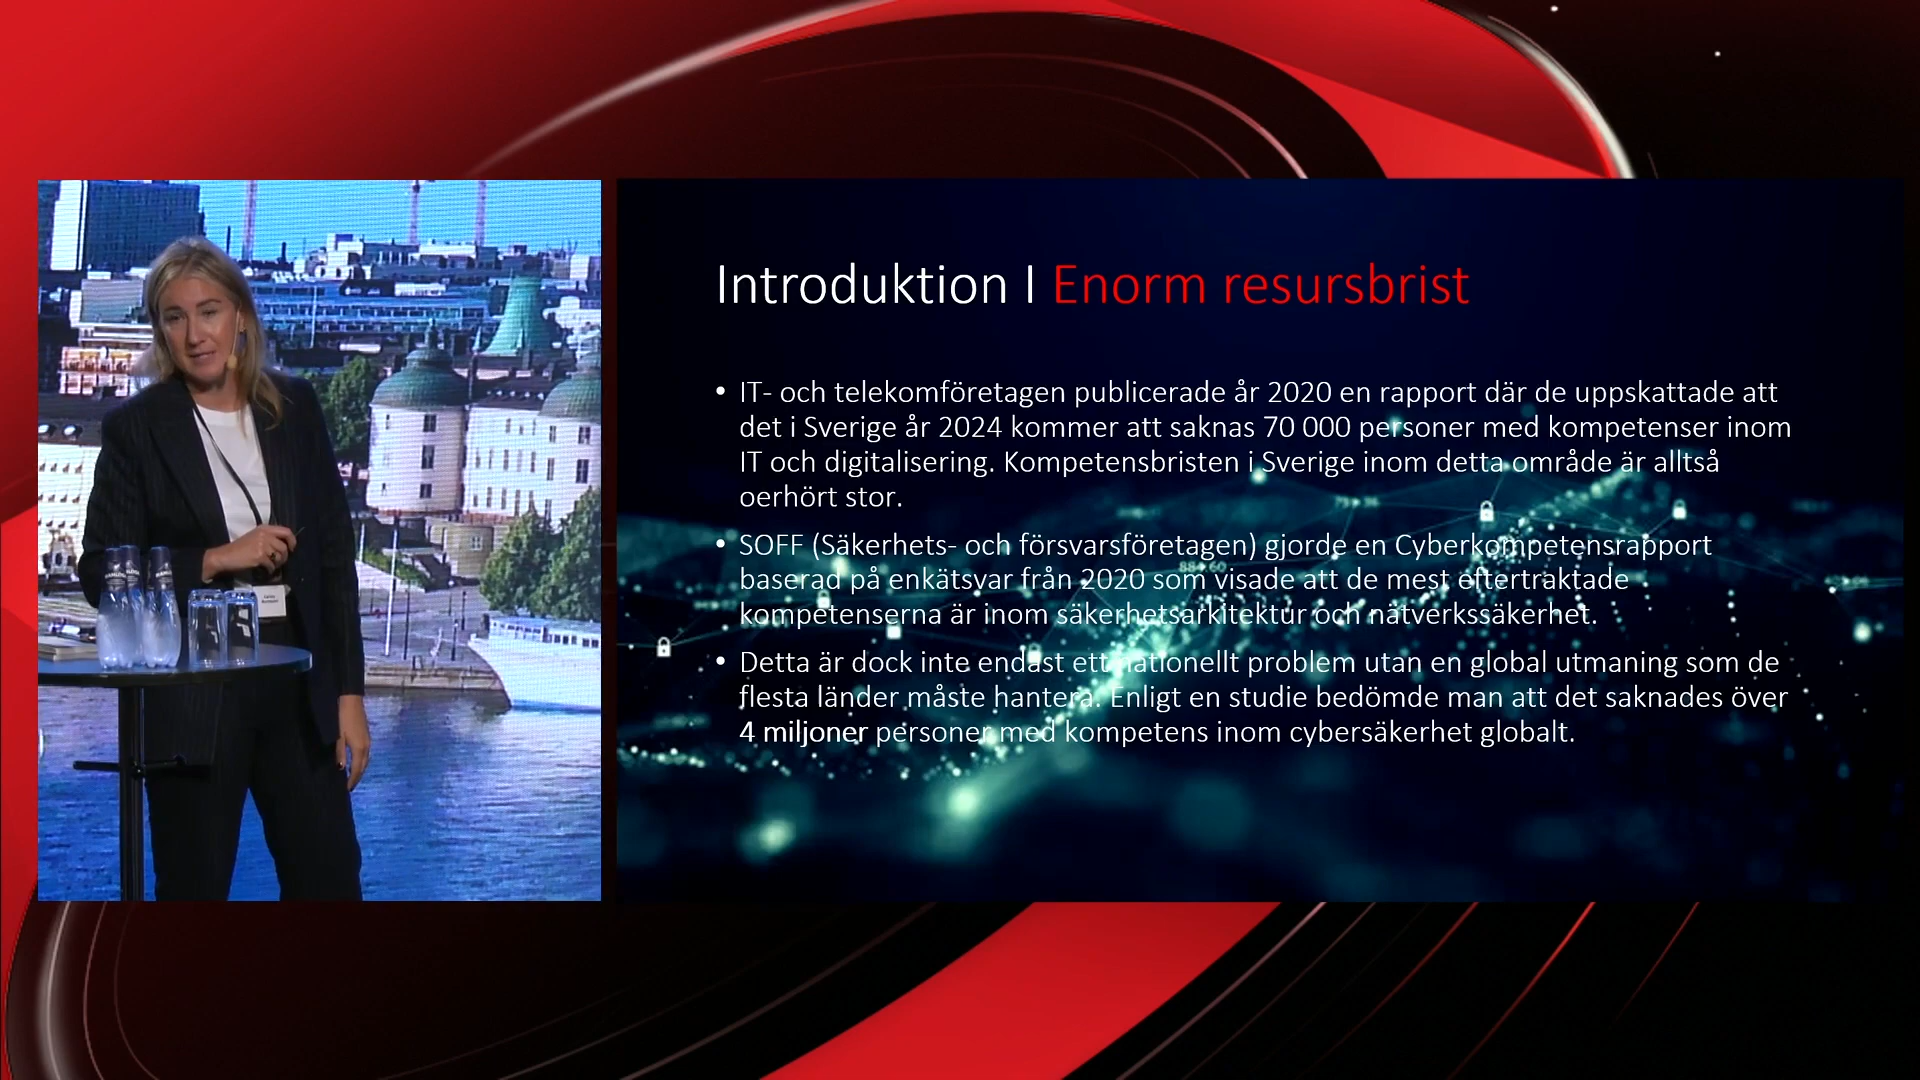 Introduktion I Enorm resursbrist
• IT- och telekomföretagen publicerade år 2020 en rapport där de uppskattade att
det i Sverige år 2024 kommer att saknas 70 000 personer med kompetenser inom
IT och digitalisering. Kompetensbristen i Sverige inom detta område är alltså
oerhört stor.
• SOFF (Säkerhets- och försvarsföretagen) gjorde en Cyberkompetensrapport
baserad på enkätsvar från 2020 som visade att de mest eftertraktade
kompetenserna är inom säkerhetsarkitektur och nätverkssäkerhet.
• Detta är dock inte endast ett nationellt problem utan en global utmaning som de
flesta länder måste hantera. Enligt en studie bedömde man att det saknades över
4 miljoner personer med kompetens inom cybersäkerhet globalt.